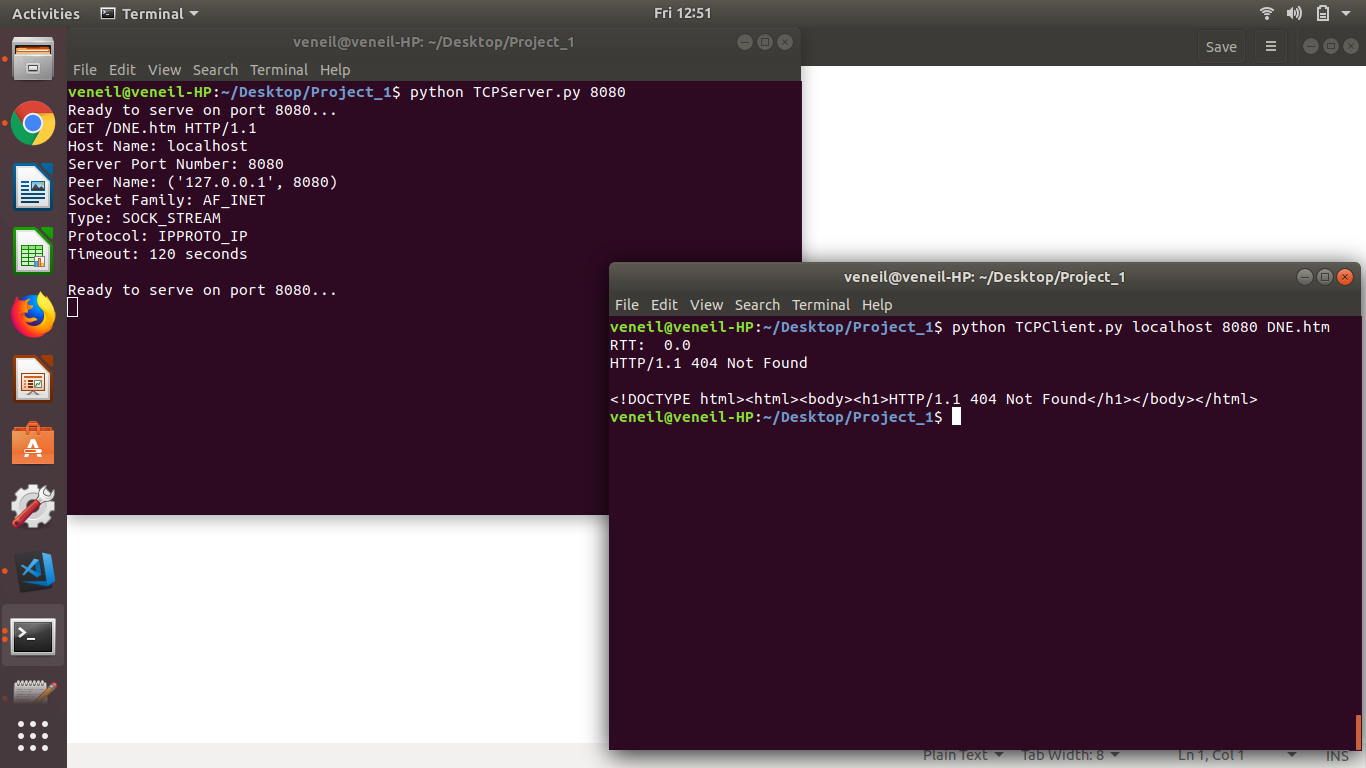 Activities Terminal Fri 12:51
veneil@veneil-HP: ~/Desktop/Project_1
Save
File Edit View Search Terminal Help
veneil@veneil-HP:~/Desktop/Project_1$ python TCPServer.py 8080
Ready to serve on port 8080...
GET /DNE.htm HTTP/1.1
Host Name: localhost
Server Port Number: 8080
Peer Name: ('127.0.0.1', 8080)
Socket Family: AF_INET
Type: SOCK_STREAM
Protocol: IPPROTO_IP
Timeout: 120 seconds
Ready to serve on port 8080...
veneil@veneil-HP: ~/Desktop/Project_1
File Edit View Search Terminal Help
veneil@veneil-HP:~/Desktop/Project_1$ python TCPClient.py localhost 8080 DNE.htm
RTT:  0.0
HTTP/1.1 404 Not Found
<!DOCTYPE html><html><body><h1>HTTP/1.1 404 Not Found</h1></body></html>
veneil@veneil-HP:~/Desktop/Project_1$
Plain Text Tab Width: 8 Ln 1, Col 1 INS